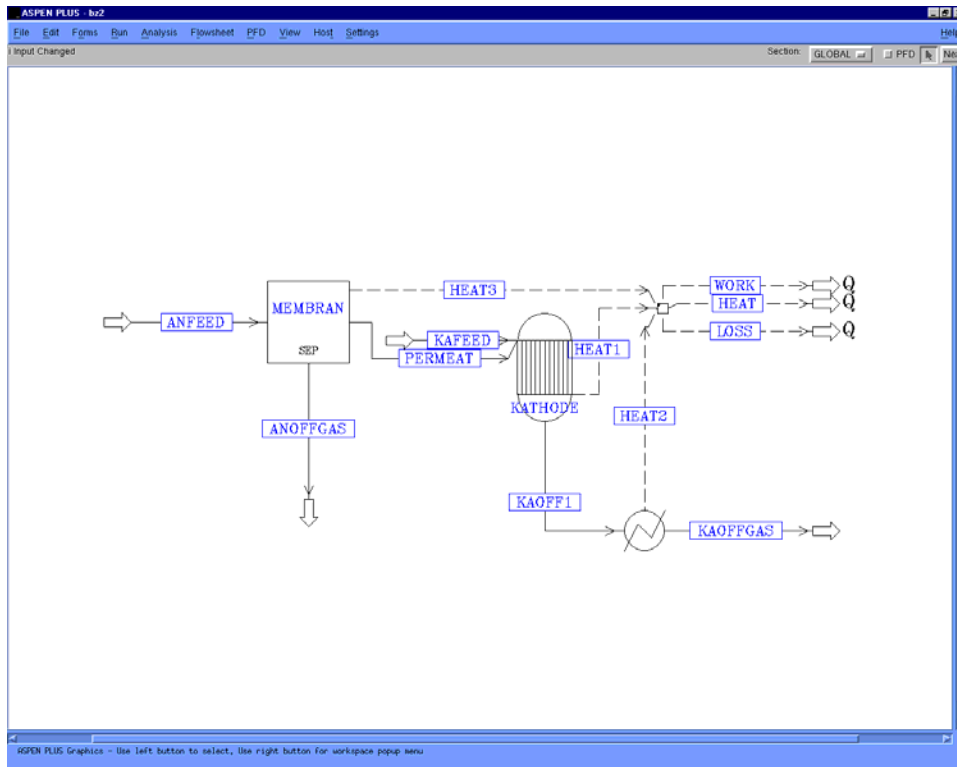 ASPEN PLUS - bz2
File Edit Forms Run Analysis Flowsheet PFD View Host Settings Help
Input Changed
Section: GLOBAL PFD
HEAT3
WORK Q
MEMBRAN
HEAT Q
ANFEED
LOSS Q
KAFEED
SEP
HEAT1
PERMEAT
KATHODE
HEAT2
ANOFFGAS
KAOFF1
KAOFFGAS
ASPEN PLUS Graphics - Use left button to select, Use right button for workspace popup menu